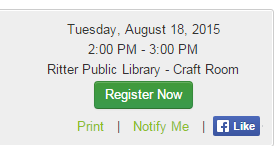 Tuesday, August 18, 2015
2:00 PM - 3:00 PM
Ritter Public Library - Craft Room
Register Now
Print | Notify Me | f Like